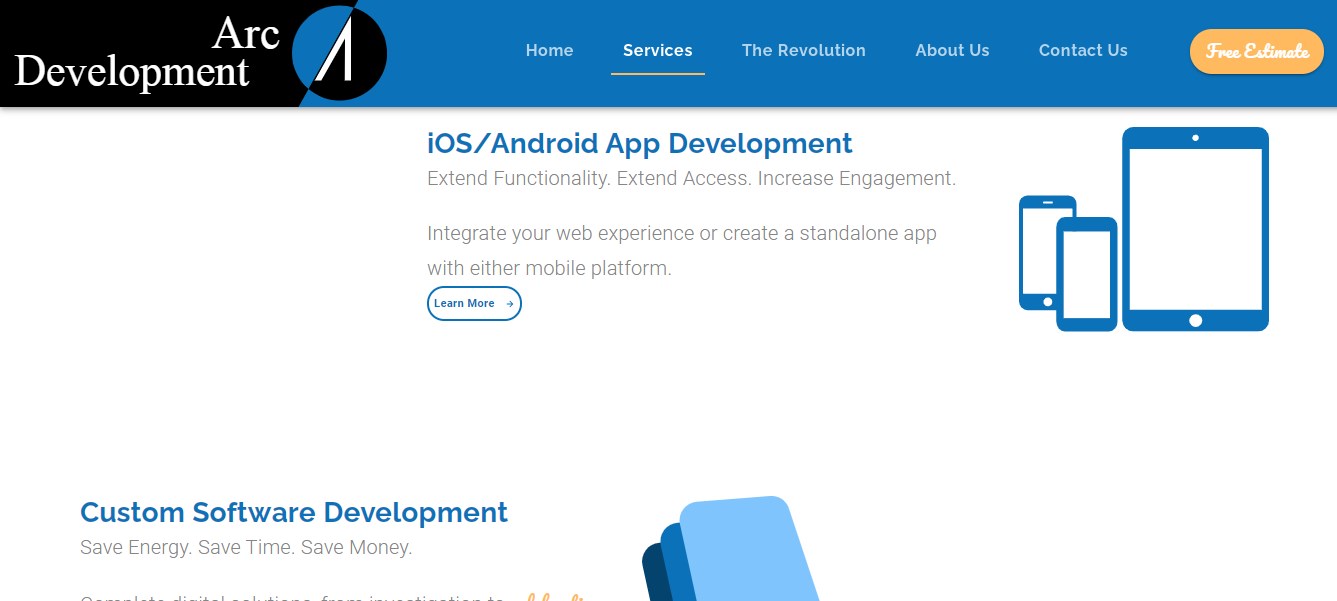 Arc
Development
Home
Services
The Revolution
About Us
Contact Us
Free Estimate
iOS/Android App Development
Extend Functionality. Extend Access. Increase Engagement.
Integrate your web experience or create a standalone app
with either mobile platform.
Learn More →
Custom Software Development
Save Energy. Save Time. Save Money.
Complete digital solutions, from investigation to